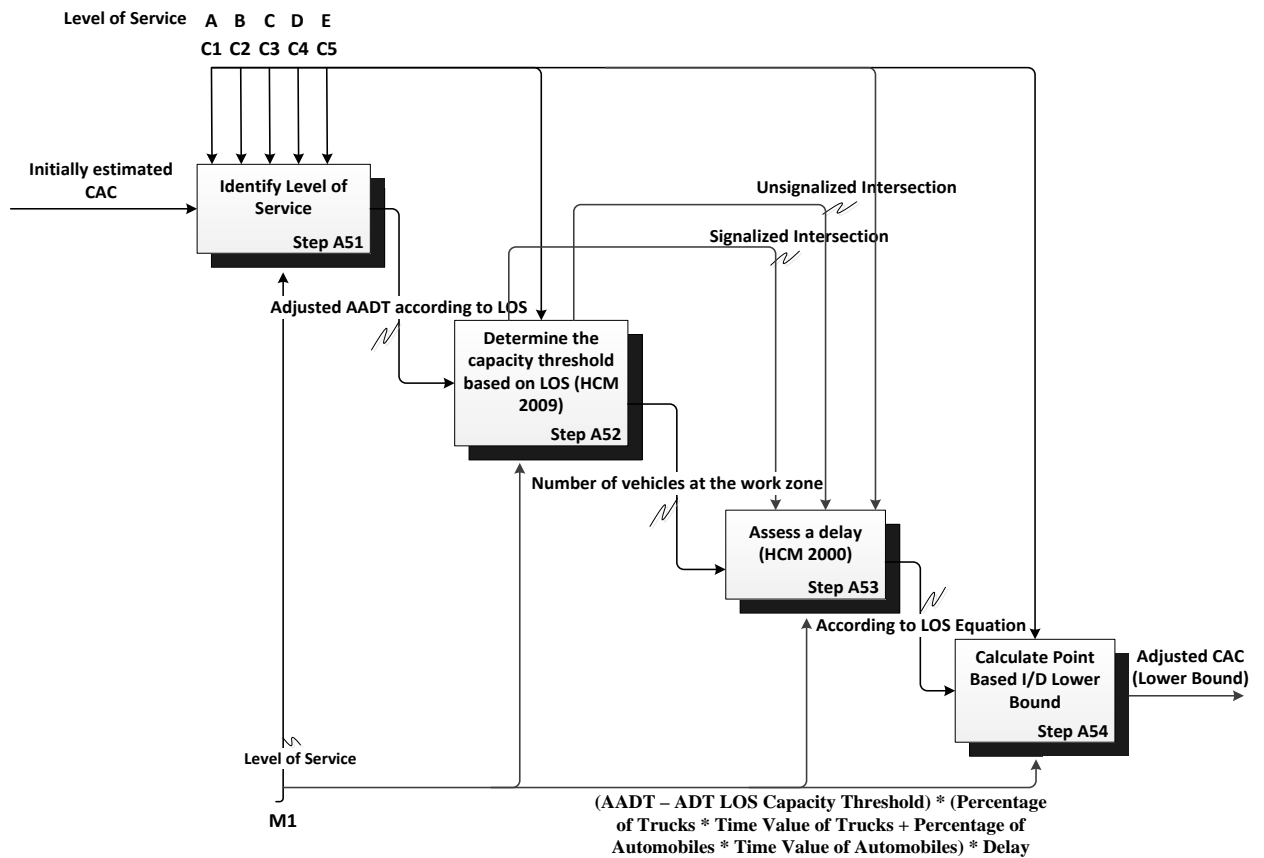 Level of Service A B C D E
C1 C2 C3 C4 C5
Initially estimated
CAC
Identify Level of
Service
Step A51
Unsignalized Intersection
Signalized Intersection
Adjusted AADT according to LOS
Determine the
capacity threshold
based on LOS (HCM
2009)
Step A52
Number of vehicles at the work zone
Assess a delay
(HCM 2000)
Step A53
According to LOS Equation
Calculate Point
Based I/D Lower
Bound
Step A54
Adjusted CAC
(Lower Bound)
Level of Service
M1
(AADT – ADT LOS Capacity Threshold) * (Percentage
of Trucks * Time Value of Trucks + Percentage of
Automobiles * Time Value of Automobiles) * Delay